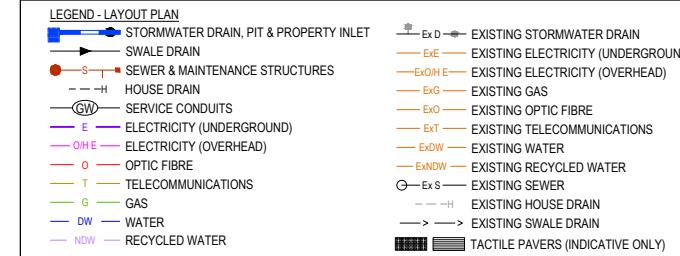 LEGEND - LAYOUT PLAN
STORMWATER DRAIN, PIT & PROPERTY INLET
SWALE DRAIN
S SEWER & MAINTENANCE STRUCTURES
H HOUSE DRAIN
GW SERVICE CONDUITS
E ELECTRICITY (UNDERGROUND)
O/H E ELECTRICITY (OVERHEAD)
O OPTIC FIBRE
T TELECOMMUNICATIONS
G GAS
DW WATER
NDW RECYCLED WATER
Ex D EXISTING STORMWATER DRAIN
ExE EXISTING ELECTRICITY (UNDERGROUN
ExO/H E EXISTING ELECTRICITY (OVERHEAD)
ExG EXISTING GAS
ExO EXISTING OPTIC FIBRE
ExT EXISTING TELECOMMUNICATIONS
ExDW EXISTING WATER
ExNDW EXISTING RECYCLED WATER
Ex S EXISTING SEWER
H EXISTING HOUSE DRAIN
EXISTING SWALE DRAIN
TACTILE PAVERS (INDICATIVE ONLY)